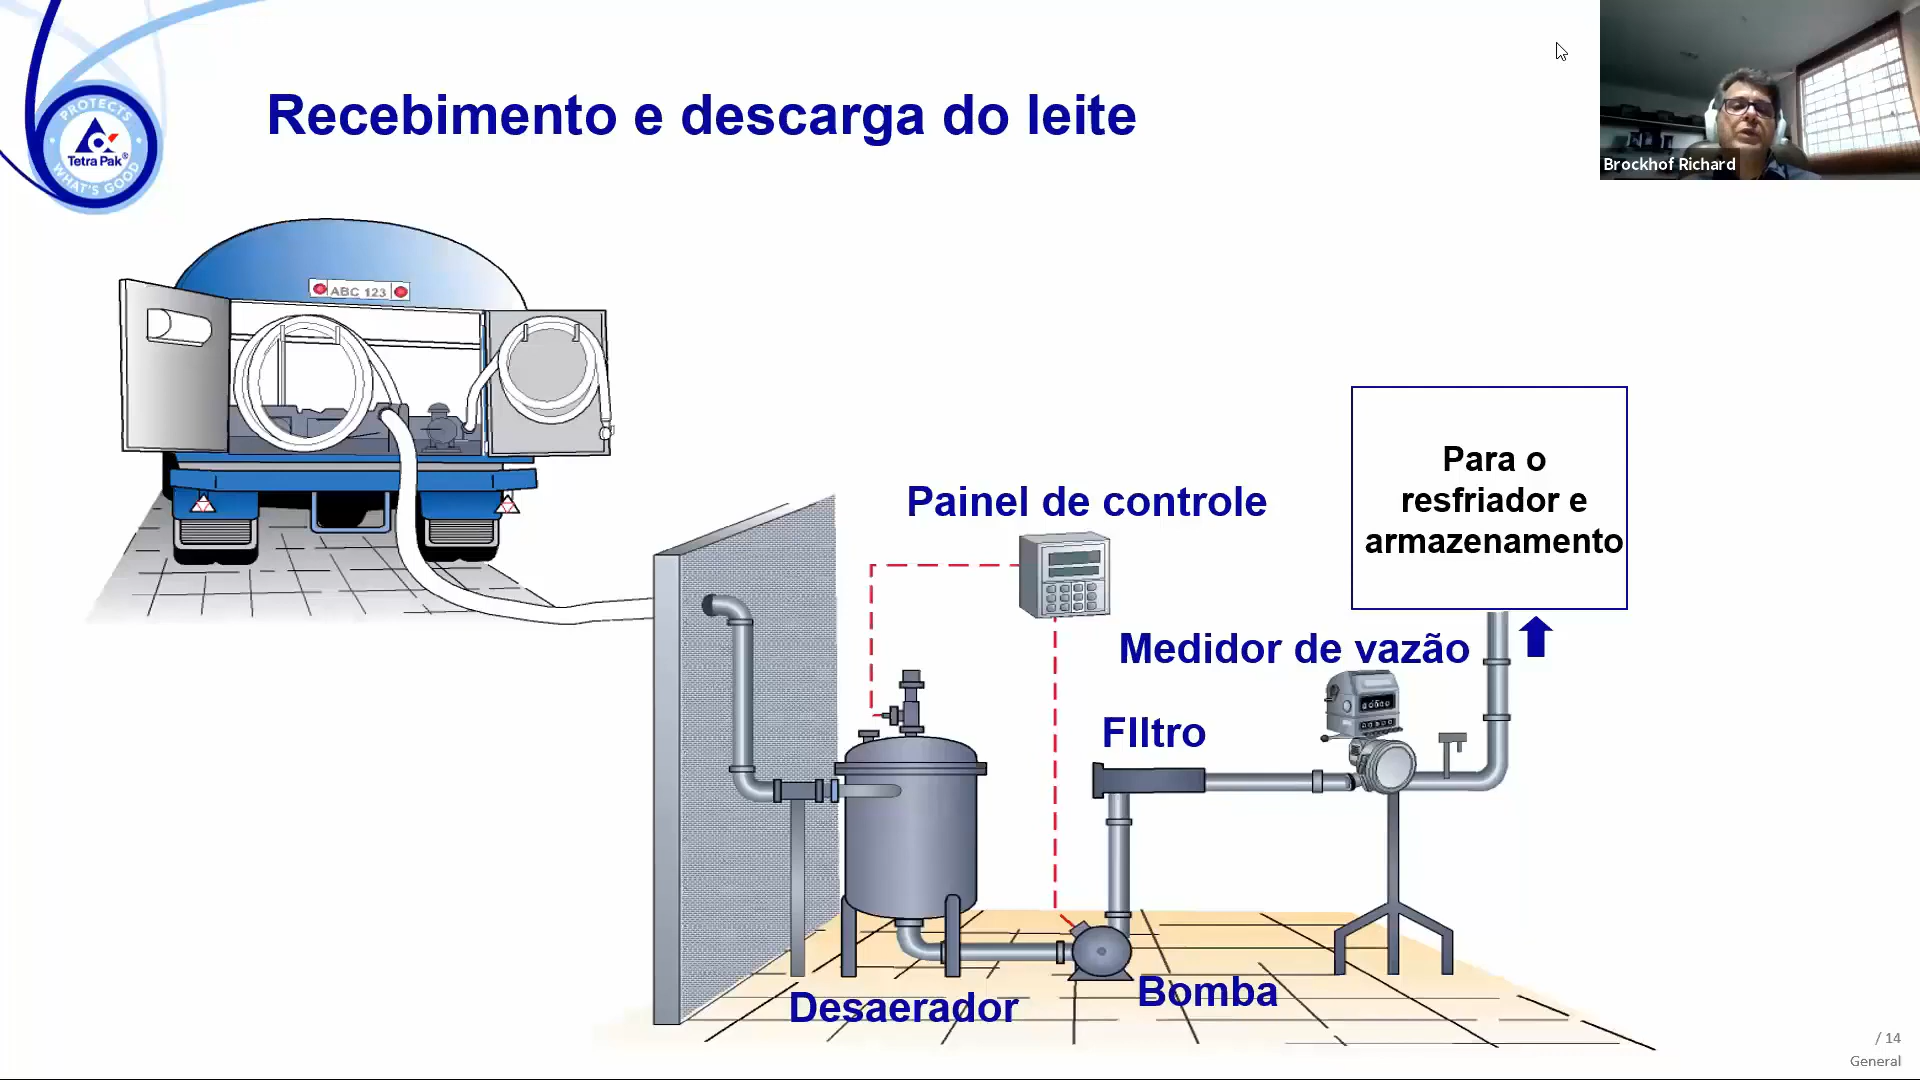 PROTECTS
Tetra Pak®
WHAT'S GOOD
Recebimento e descarga do leite
Brockhof Richard
ABC 123
Painel de controle
Para o
resfriador e
armazenamento
Medidor de vazão
FIltro
Desaerador
Bomba
/ 14
General